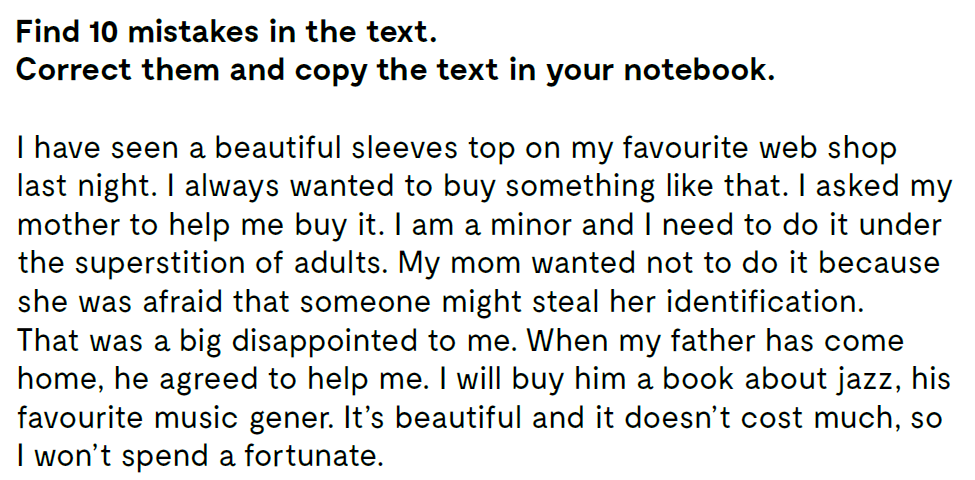 Find 10 mistakes in the text.
Correct them and copy the text in your notebook.
I have seen a beautiful sleeves top on my favourite web shop
last night. I always wanted to buy something like that. I asked my
mother to help me buy it. I am a minor and I need to do it under
the superstition of adults. My mom wanted not to do it because
she was afraid that someone might steal her identification.
That was a big disappointed to me. When my father has come
home, he agreed to help me. I will buy him a book about jazz, his
favourite music gener. It’s beautiful and it doesn’t cost much, so
I won’t spend a fortunate.